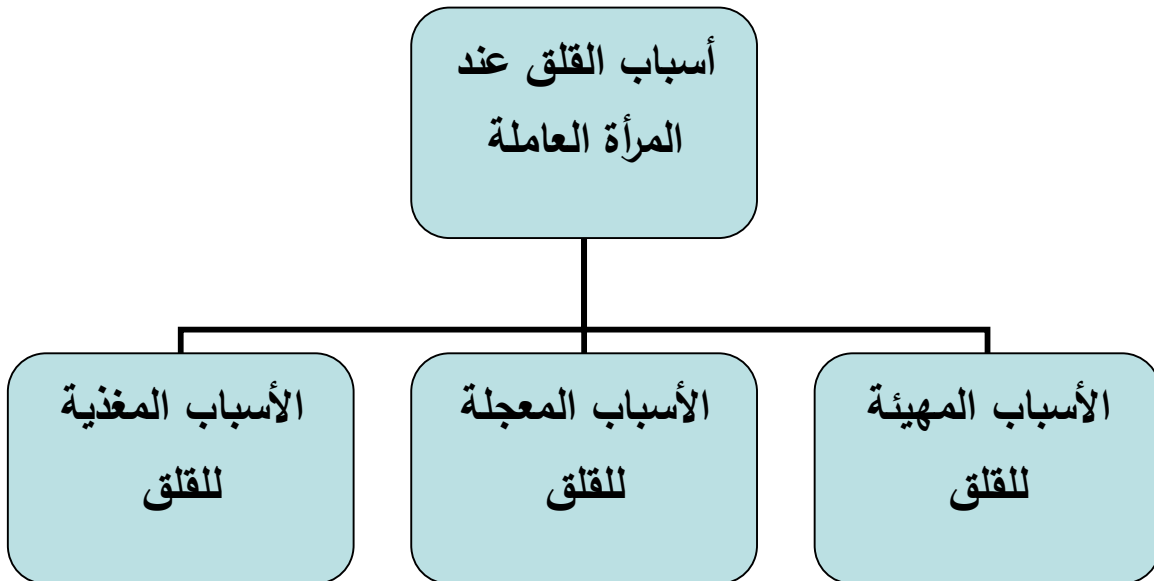 أسباب القلق عند
المرأة العاملة
الأسباب المهيئة
للقلق
الأسباب المعجلة
للقلق
الأسباب المغذية
للقلق